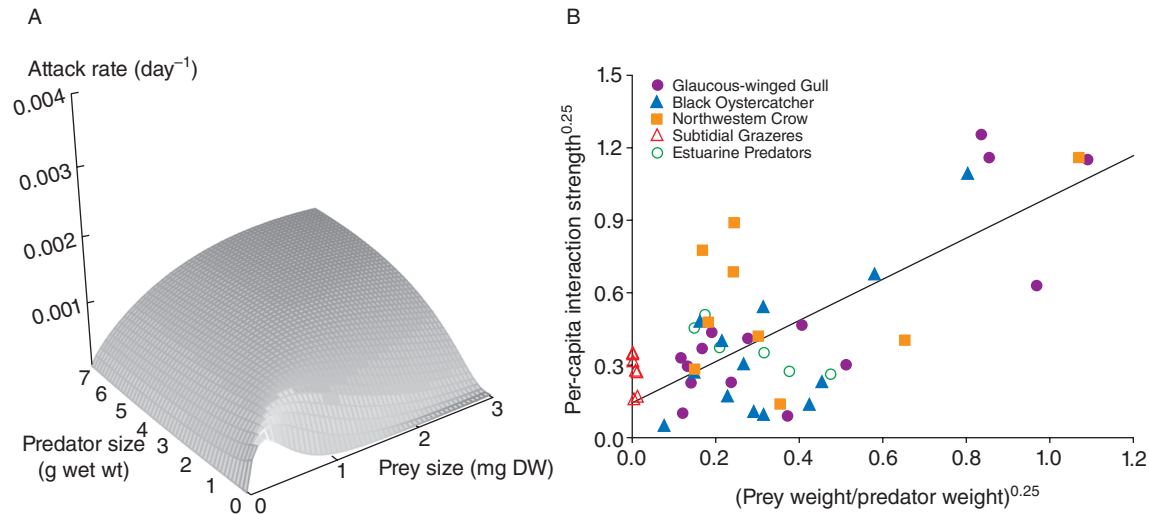 A
B
Attack rate (day⁻¹)
0.004
0.003
0.002
0.001
7
6
5
4
3
2
1
0
0
1
2
3
Predator size
(g wet wt)
Prey size (mg DW)
Per-capita interaction strength⁰·²⁵
1.5
1.2
0.9
0.6
0.3
0.0
Glaucous-winged Gull
Black Oystercatcher
Northwestern Crow
Subtidal Grazeres
Estuarine Predators
0.0 0.2 0.4 0.6 0.8 1.0 1.2
(Prey weight/predator weight)⁰·²⁵